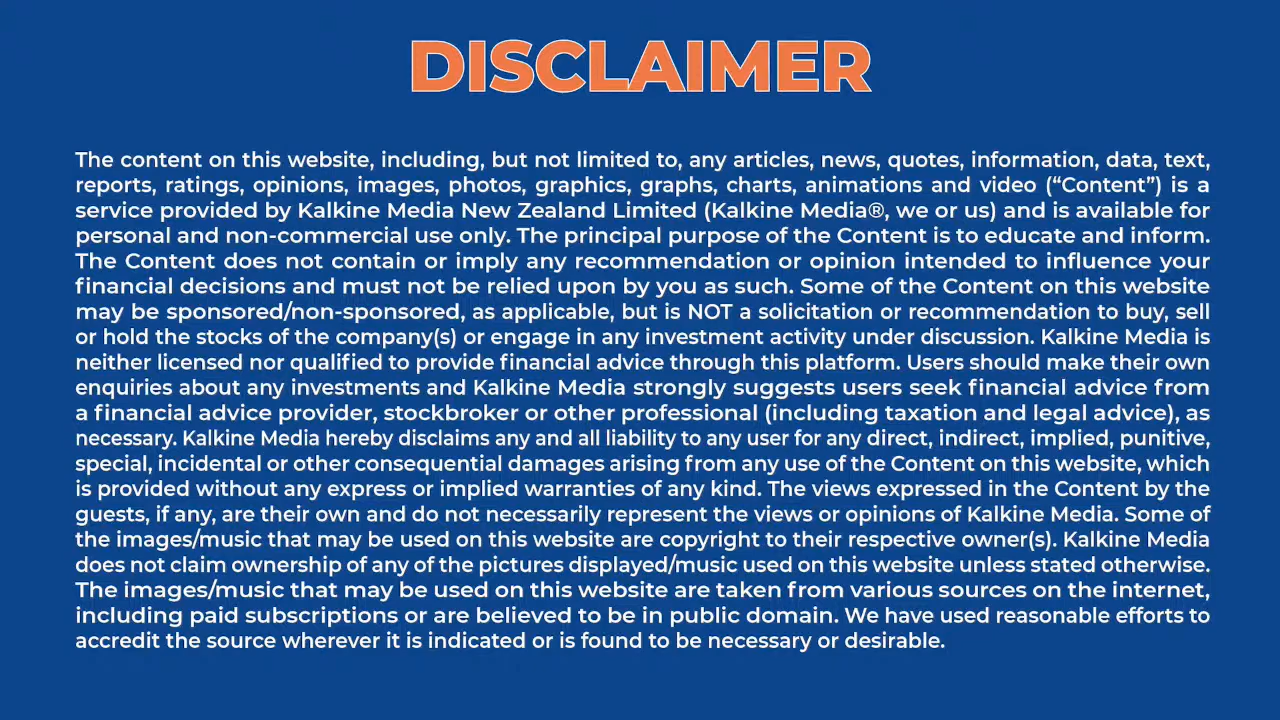 DISCLAIMER
The content on this website, including, but not limited to, any articles, news, quotes, information, data, text,
reports, ratings, opinions, images, photos, graphics, graphs, charts, animations and video (“Content”) is a
service provided by Kalkine Media New Zealand Limited (Kalkine Media®, we or us) and is available for
personal and non-commercial use only. The principal purpose of the Content is to educate and inform.
The Content does not contain or imply any recommendation or opinion intended to influence your
financial decisions and must not be relied upon by you as such. Some of the Content on this website
may be sponsored/non-sponsored, as applicable, but is NOT a solicitation or recommendation to buy, sell
or hold the stocks of the company(s) or engage in any investment activity under discussion. Kalkine Media is
neither licensed nor qualified to provide financial advice through this platform. Users should make their own
enquiries about any investments and Kalkine Media strongly suggests users seek financial advice from
a financial advice provider, stockbroker or other professional (including taxation and legal advice), as
necessary. Kalkine Media hereby disclaims any and all liability to any user for any direct, indirect, implied, punitive,
special, incidental or other consequential damages arising from any use of the Content on this website, which
is provided without any express or implied warranties of any kind. The views expressed in the Content by the
guests, if any, are their own and do not necessarily represent the views or opinions of Kalkine Media. Some of
the images/music that may be used on this website are copyright to their respective owner(s). Kalkine Media
does not claim ownership of any of the pictures displayed/music used on this website unless stated otherwise.
The images/music that may be used on this website are taken from various sources on the internet,
including paid subscriptions or are believed to be in public domain. We have used reasonable efforts to
accredit the source wherever it is indicated or is found to be necessary or desirable.